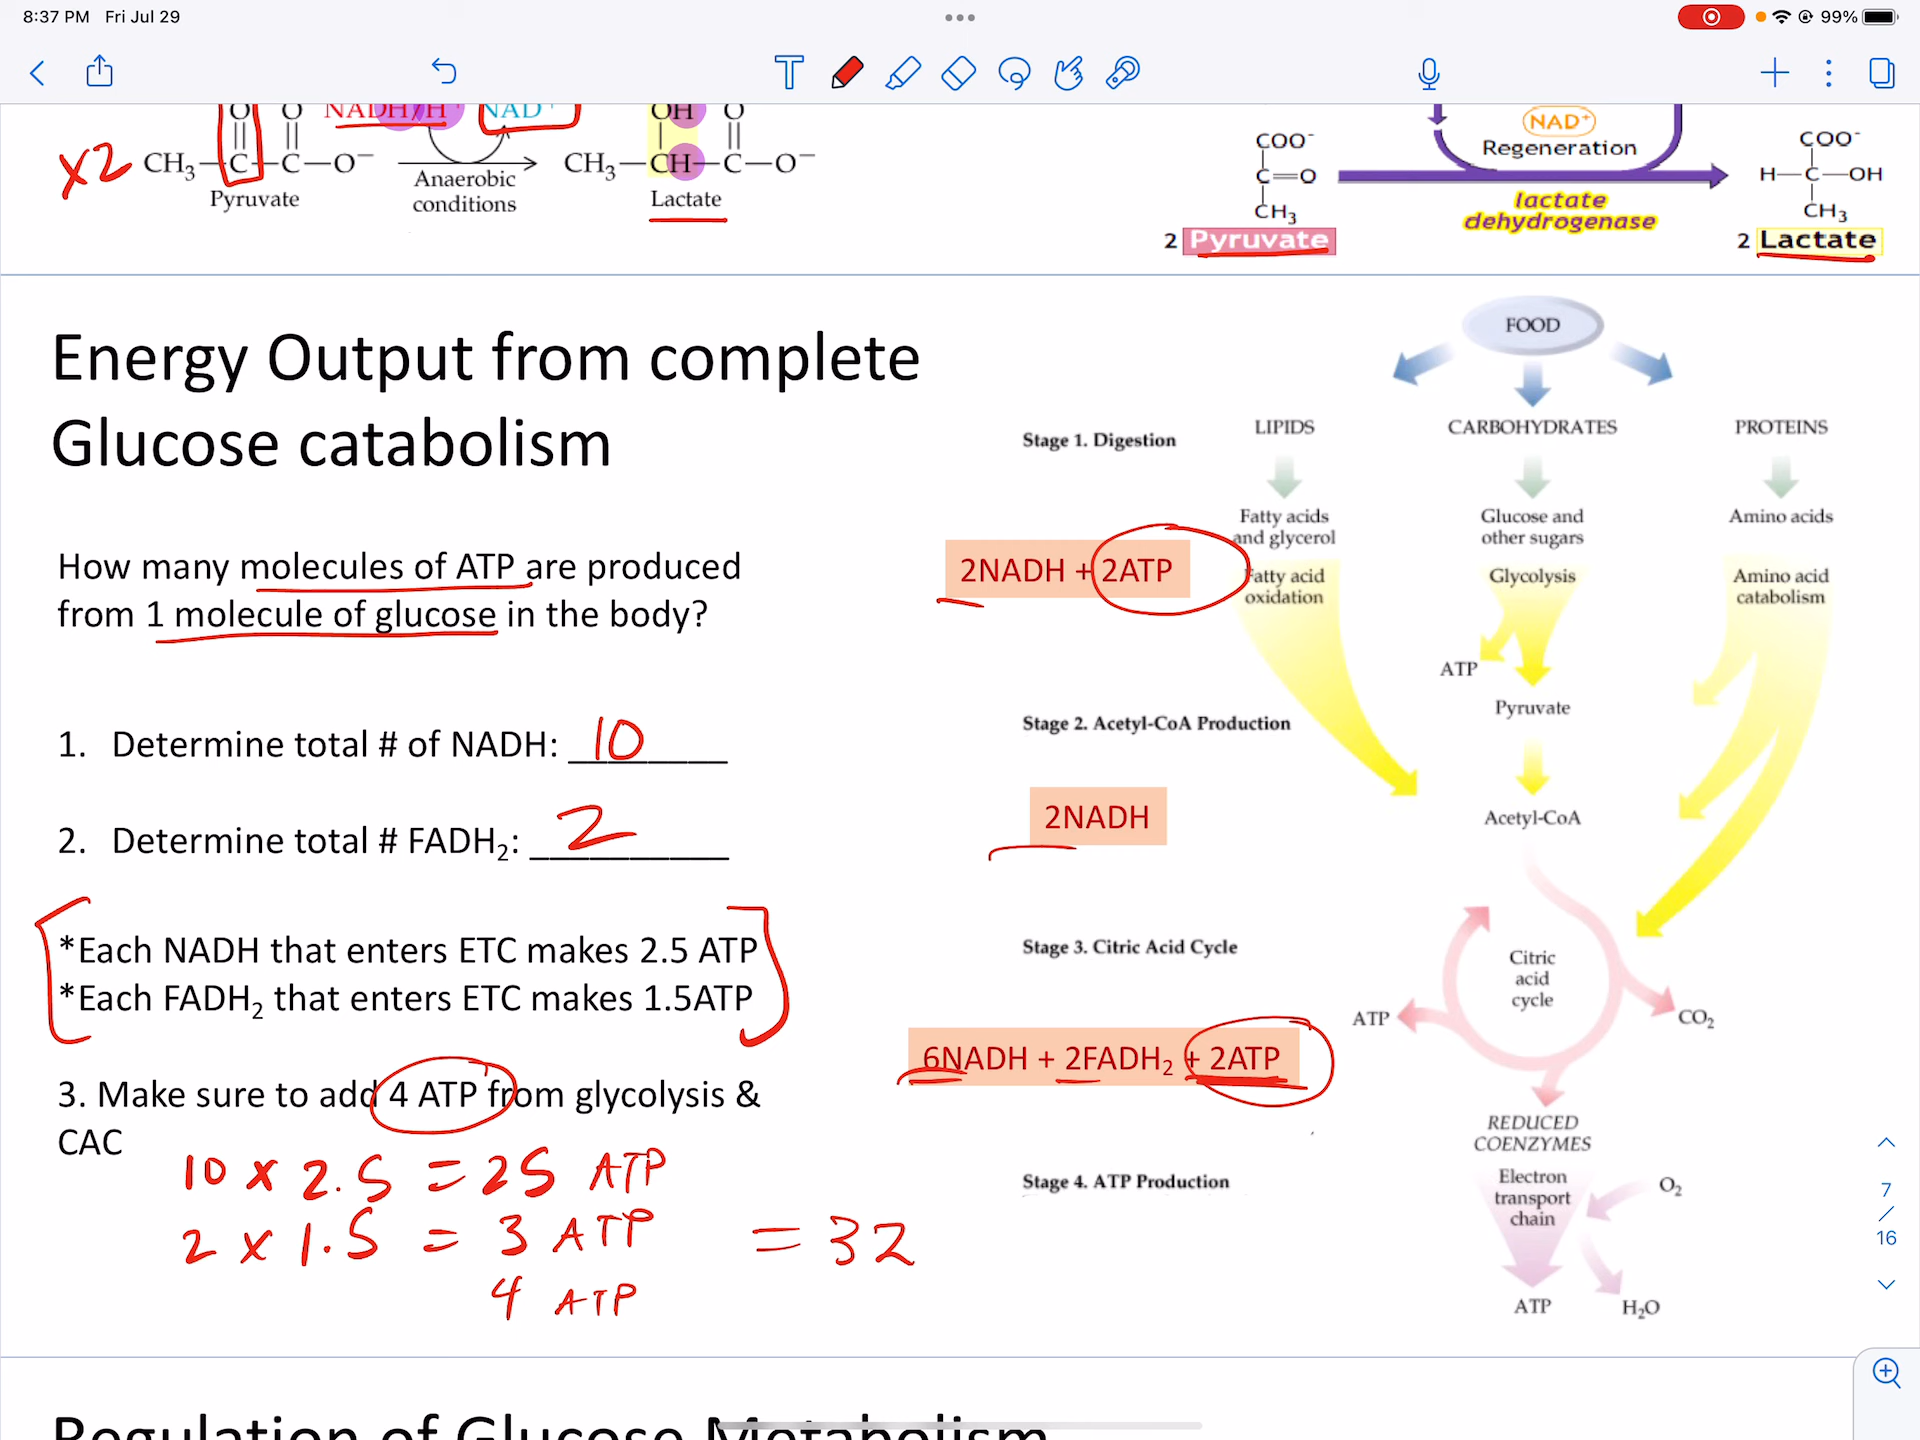 8:37 PM Fri Jul 29
99%
O O NADH/H+ NAD+ OH O
x2 CH3—C—C—O− CH3—CH—C—O−
Anaerobic
conditions
Pyruvate
Lactate
COO−
C=O
CH3
2 Pyruvate
NAD+
Regeneration
lactate
dehydrogenase
COO−
H—C—OH
CH3
2 Lactate
Energy Output from complete
Glucose catabolism
How many molecules of ATP are produced
from 1 molecule of glucose in the body?
1. Determine total # of NADH: 10
2. Determine total # FADH2: 2
*Each NADH that enters ETC makes 2.5 ATP
*Each FADH2 that enters ETC makes 1.5ATP
3. Make sure to add 4 ATP from glycolysis &
CAC
10 x 2.5 = 25 ATP
2 x 1.5 = 3 ATP = 32
4 ATP
FOOD
Stage 1. Digestion
LIPIDS CARBOHYDRATES PROTEINS
Fatty acids
and glycerol
Glucose and
other sugars
Amino acids
2NADH + 2ATP
Fatty acid
oxidation
Glycolysis
Amino acid
catabolism
ATP
Pyruvate
Stage 2. Acetyl-CoA Production
2NADH
Acetyl-CoA
Stage 3. Citric Acid Cycle
Citric
acid
cycle
ATP
CO2
6NADH + 2FADH2 + 2ATP
REDUCED
COENZYMES
Stage 4. ATP Production
Electron
transport
chain
O2
ATP
H2O
7
/
16
Regulation of Glucose Metabolism